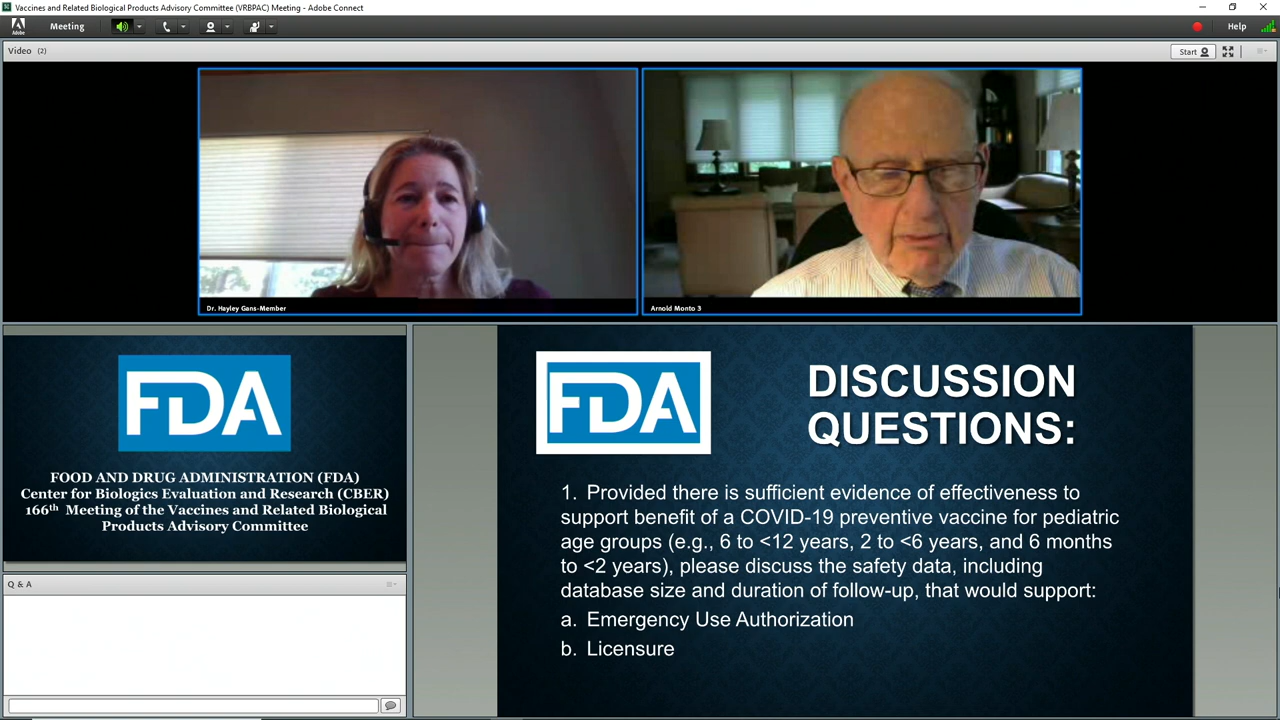 Vaccines and Related Biological Products Advisory Committee (VRBPAC) Meeting - Adobe Connect
Adobe
Meeting
Help
Video (2)
Start
Dr. Hayley Gans-Member
Arnold Monto 3
FDA
FOOD AND DRUG ADMINISTRATION (FDA)
Center for Biologics Evaluation and Research (CBER)
166th Meeting of the Vaccines and Related Biological
Products Advisory Committee
Q & A
FDA
DISCUSSION
QUESTIONS:
1. Provided there is sufficient evidence of effectiveness to
support benefit of a COVID-19 preventive vaccine for pediatric
age groups (e.g., 6 to <12 years, 2 to <6 years, and 6 months
to <2 years), please discuss the safety data, including
database size and duration of follow-up, that would support:
a. Emergency Use Authorization
b. Licensure